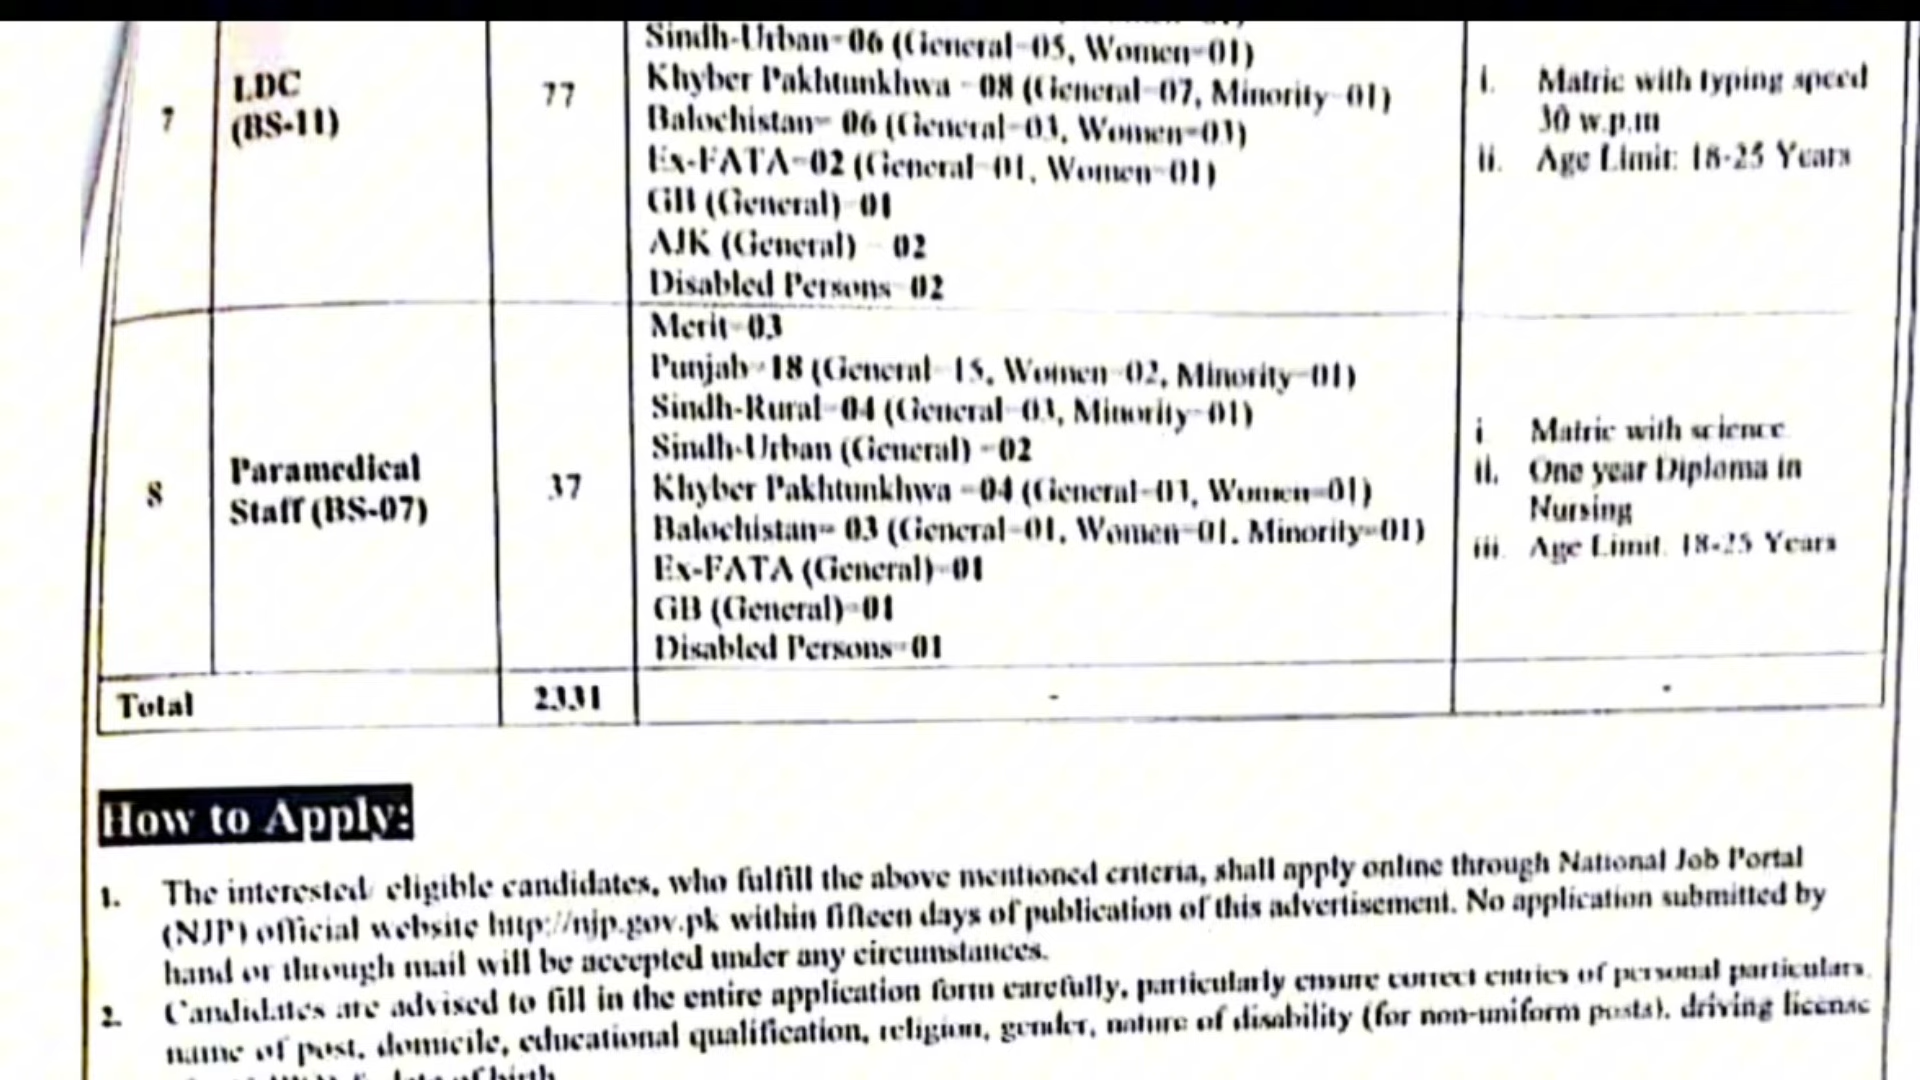 Sindh-Urban-06 (General-05, Women-01)
7
LDC
(BS-11)
77
Khyber Pakhtunkhwa -08 (General-07, Minority-01)
Balochistan- 06 (General-03, Women-03)
Ex-FATA-02 (General-01, Women-01)
GB (General)-01
AJK (General) - 02
Disabled Persons-02
i. Matric with typing speed
30 w.p.m
ii. Age Limit: 18-25 Years
8
Paramedical
Staff (BS-07)
37
Merit-03
Punjab-18 (General-15, Women-02, Minority-01)
Sindh-Rural-04 (General-03, Minority-01)
Sindh-Urban (General) -02
Khyber Pakhtunkhwa -04 (General-03, Women-01)
Balochistan- 03 (General-01, Women-01, Minority-01)
Ex-FATA (General)-01
GB (General)-01
Disabled Persons-01
i Matric with science
ii. One year Diploma in
Nursing
iii. Age Limit. 18-25 Years
Total 2331 - -
How to Apply:
1. The interested/ eligible candidates, who fulfill the above mentioned criteria, shall apply online through National Job Portal
(NJP) official website http://njp.gov.pk within fifteen days of publication of this advertisement. No application submitted by
hand or through mail will be accepted under any circumstances.
2. Candidates are advised to fill in the entire application form carefully, particularly ensure correct entries of personal particulars,
name of post, domicile, educational qualification, religion, gender, nature of disability (for non-uniform posts), driving license
date of birth